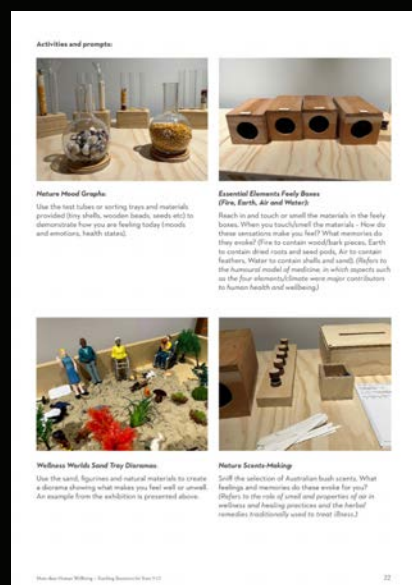 Activities and prompts:
Nature Mood Graphs:
Use the test tubes or sorting trays and materials
provided (tiny shells, wooden beads, seeds etc) to
demonstrate how you are feeling today (moods
and emotions, health states).
Essential Elements Feely Boxes
(Fire, Earth, Air and Water):
Reach in and touch or smell the materials in the feely
boxes. When you touch/smell the materials – How do
these sensations make you feel? What memories do
they evoke? (Fire to contain wood/bark pieces, Earth
to contain dried roots and seed pods, Air to contain
feathers, Water to contain shells and sand). (Refers to
the humoural model of medicine, in which aspects such
as the four elements/climate were major contributors
to human health and wellbeing.)
Wellness Worlds Sand Tray Dioramas:
Use the sand, figurines and natural materials to create
a diorama showing what makes you feel well or unwell.
An example from the exhibition is presented above.
Nature Scents-Making:
Sniff the selection of Australian bush scents. What
feelings and memories do these evoke for you?
(Refers to the role of smell and properties of air in
wellness and healing practices and the herbal
remedies traditionally used to treat illness.)
22